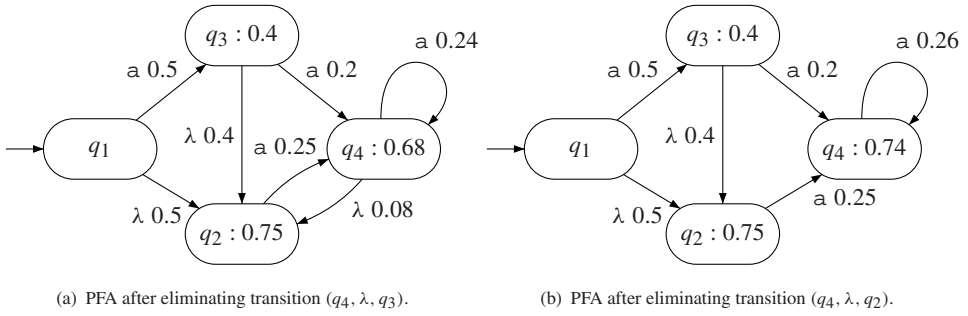 q3 : 0.4
a 0.24
a 0.5
a 0.2
λ 0.4
q1
a 0.25
q4 : 0.68
λ 0.5
λ 0.08
q2 : 0.75
(a) PFA after eliminating transition (q4, λ, q3).
q3 : 0.4
a 0.26
a 0.5
a 0.2
λ 0.4
q1
q4 : 0.74
λ 0.5
a 0.25
q2 : 0.75
(b) PFA after eliminating transition (q4, λ, q2).